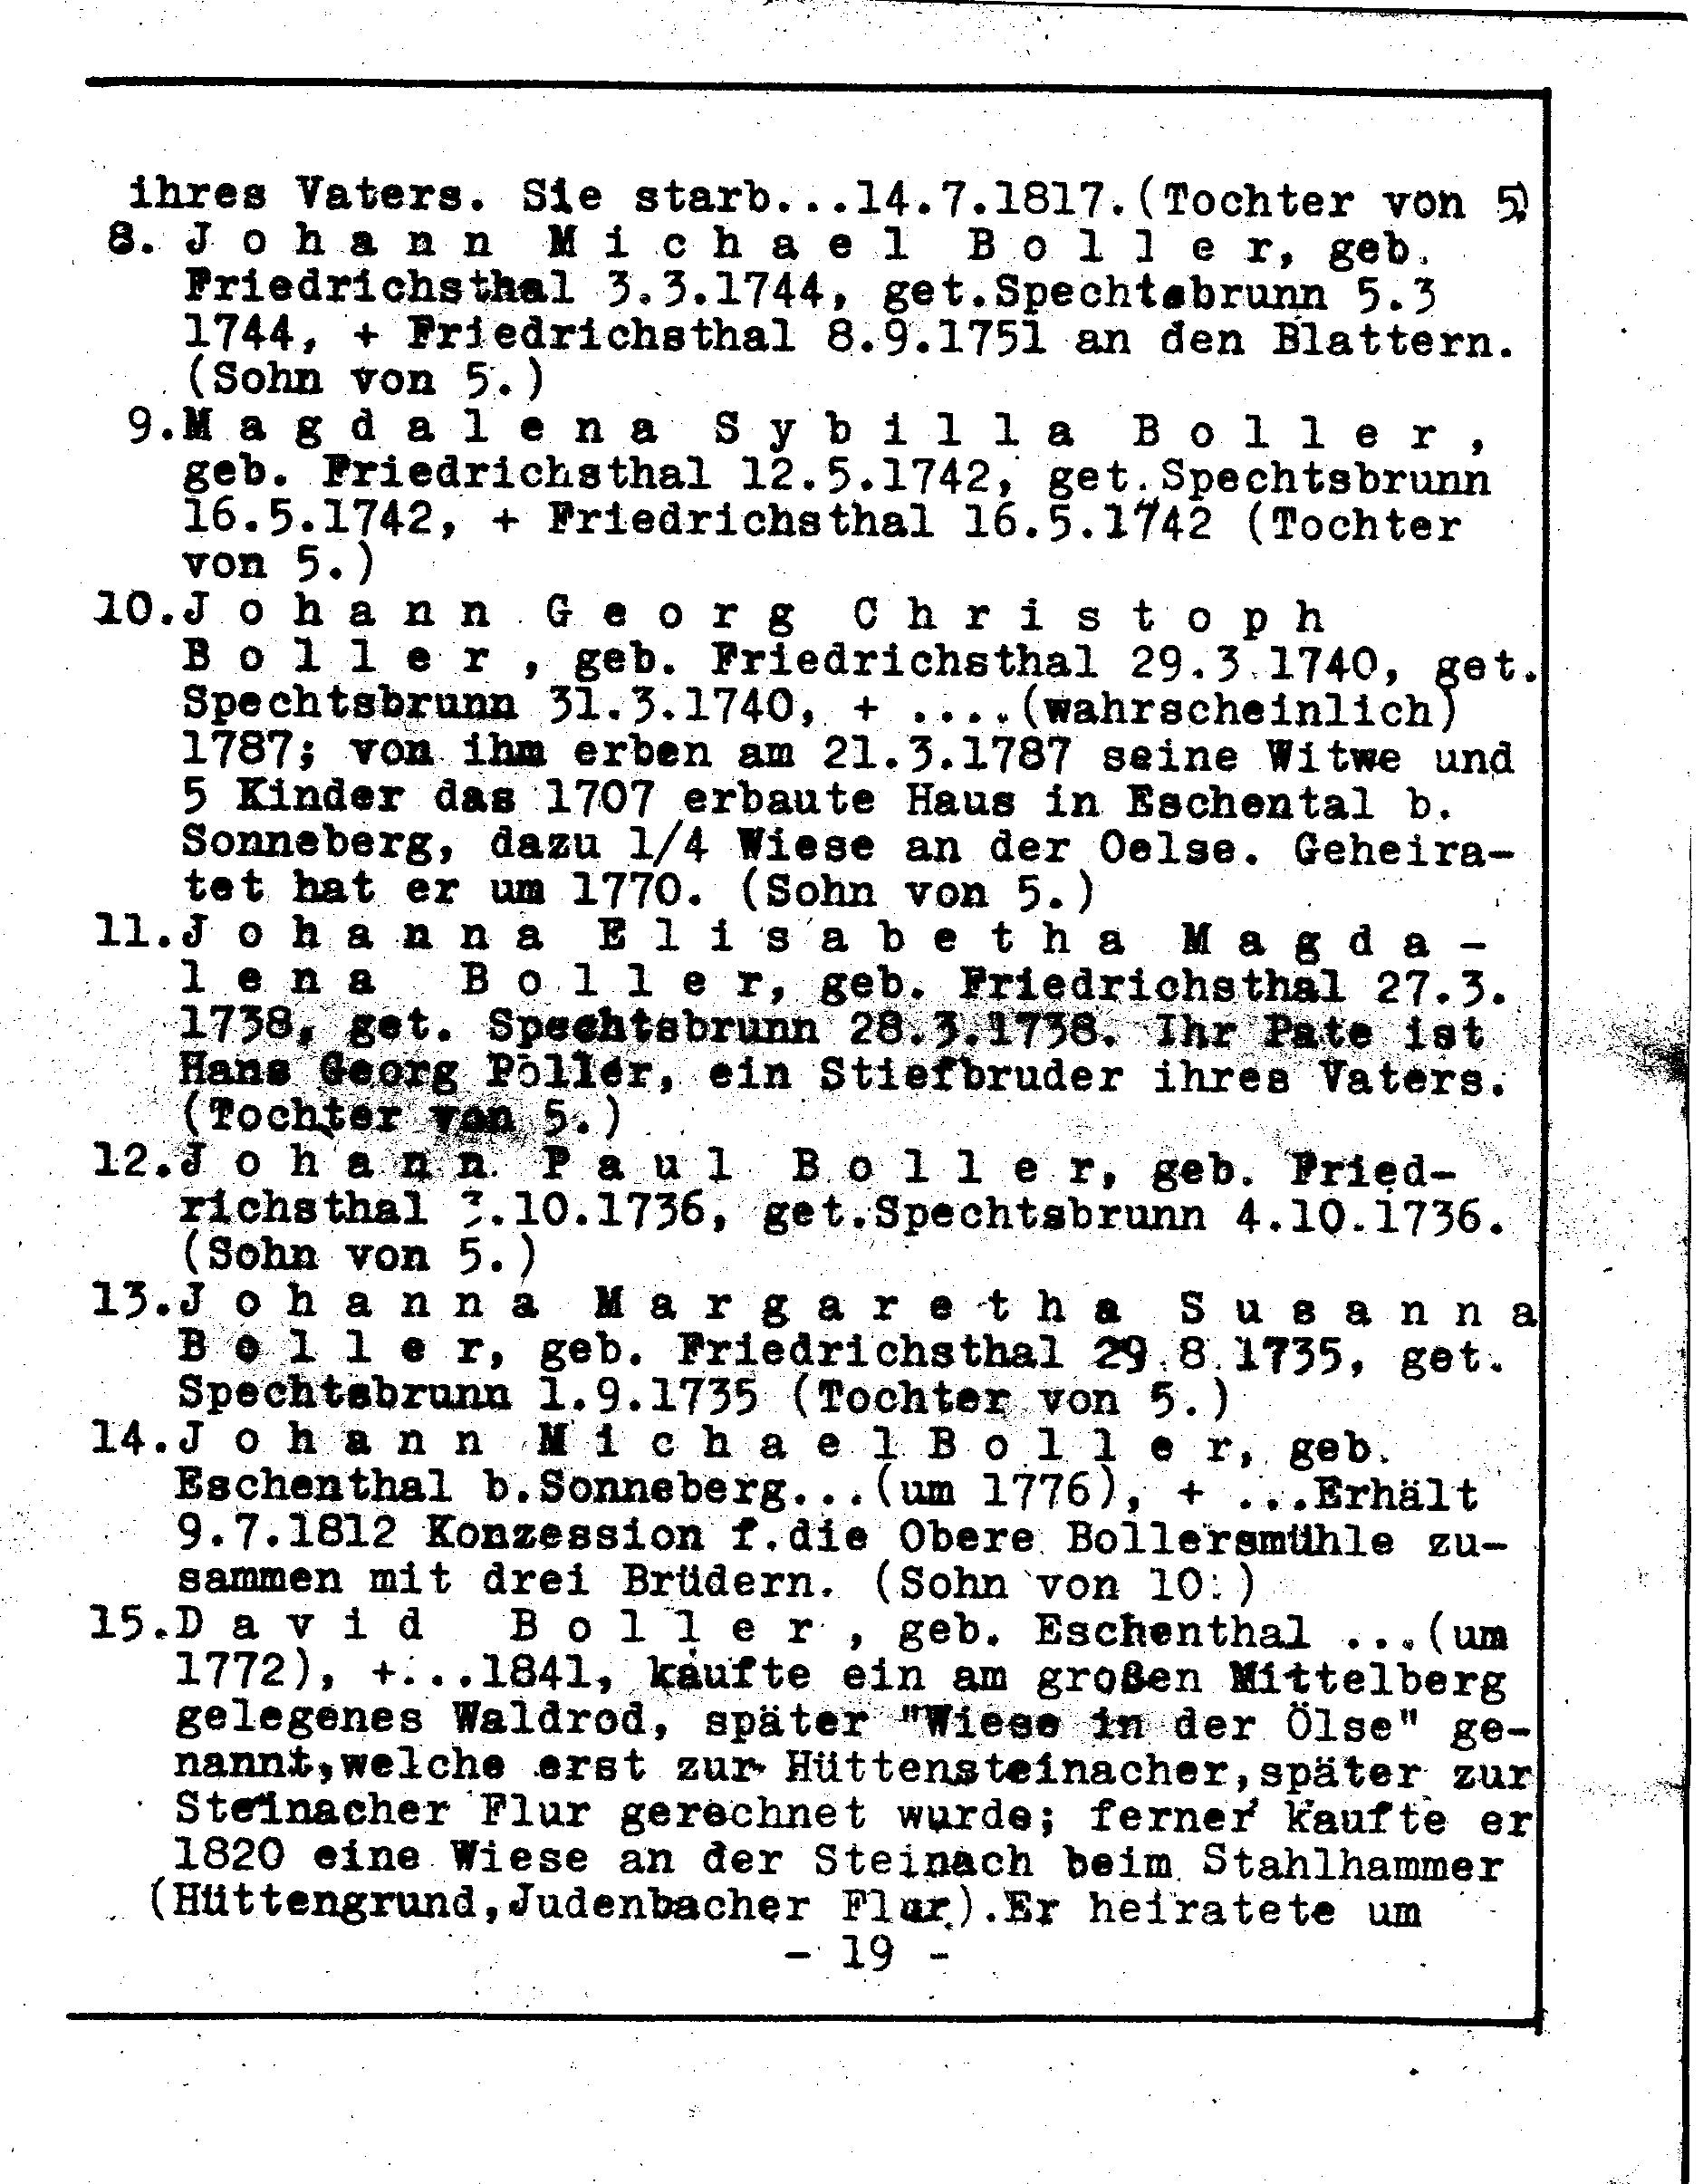 ihres Vaters. Sie starb...14.7.1817.(Tochter von 5)
8. J o h a n n  M i c h a e l  B o l l e r, geb.
Friedrichsthal 3.3.1744, get.Spechtsbrunn 5.3
1744, + Friedrichsthal 8.9.1751 an den Blattern.
(Sohn von 5.)
9.M a g d a l e n a  S y b i l l a  B o l l e r ,
geb. Friedrichsthal 12.5.1742, get.Spechtsbrunn
16.5.1742, + Friedrichsthal 16.5.1742 (Tochter
von 5.)
10.J o h a n n  G e o r g  C h r i s t o p h
B o l l e r , geb. Friedrichsthal 29.3.1740, get.
Spechtsbrunn 31.3.1740, + ....(wahrscheinlich)
1787; von ihm erben am 21.3.1787 seine Witwe und
5 Kinder das 1707 erbaute Haus in Eschental b.
Sonneberg, dazu 1/4 Wiese an der Oelse. Geheira-
tet hat er um 1770. (Sohn von 5.)
11.J o h a n n a  E l i s a b e t h a  M a g d a -
l e n a  B o l l e r, geb. Friedrichsthal 27.3.
1738, get. Spechtsbrunn 28.3.1738. Ihr Pate ist
Hans Georg Pöller, ein Stiefbruder ihres Vaters.
(Tochter von 5.)
12.J o h a n n  P a u l  B o l l e r, geb. Fried-
richsthal 3.10.1736, get.Spechtsbrunn 4.10.1736.
(Sohn von 5.)
13.J o h a n n a  M a r g a r e t h a  S u s a n n a
B o l l e r, geb. Friedrichsthal 29.8.1735, get.
Spechtsbrunn 1.9.1735 (Tochter von 5.)
14.J o h a n n  M i c h a e l B o l l e r, geb.
Eschenthal b.Sonneberg...(um 1776), + ...Erhält
9.7.1812 Konzession f.die Obere Bollersmühle zu-
sammen mit drei Brüdern. (Sohn von 10.)
15.D a v i d  B o l l e r , geb. Eschenthal ...(um
1772), +...1841, kaufte ein am großen Mittelberg
gelegenes Waldrod, später "Wiese in der Ölse" ge-
nannt,welche erst zur Hüttensteinacher,später zur
Steinacher Flur gerechnet wurde; ferner kaufte er
1820 eine Wiese an der Steinach beim Stahlhammer
(Hüttengrund,Judenbacher Flur).Er heiratete um
- 19 -